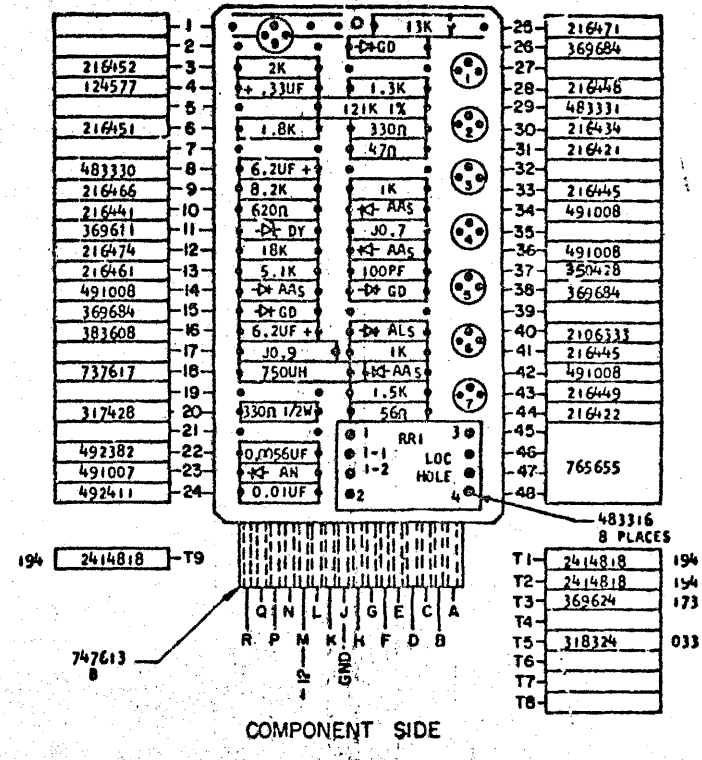 1 13K 25 216471
2 GD 26 369684
216452 3 2K 27
124577 4 + .33UF 1.3K 28 216448
5 121K 1% 29 483331
216451 6 1.8K 330Ω 30 216434
7 47Ω 31 216421
483330 8 6.2UF + 32
216466 9 8.2K 1K 33 216445
216441 10 620Ω AAS 34 491008
369611 11 DY J0.7 35
216474 12 18K AAS 36 491008
216461 13 5.1K 100PF 37 350428
491008 14 AAS GD 38 369684
369684 15 GD 39
383608 16 6.2UF + ALS 40 2106333
17 J0.9 1K 41 216445
737617 18 750UH AAS 42 491008
19 1.5K 43 216449
317428 20 330Ω 1/2W 56Ω 44 216422
21 45
492382 22 46
491007 23 AN 47 765655
492411 24 0.01UF 48
1 2 3 4 5 6 7
1 RR1 3
1-1 LOC
1-2 HOLE
2 4
483316
8 PLACES
194 2414818 T9
T1 2414818 194
T2 2414818 194
T3 369624 173
T4
T5 318324 033
T6
T7
T8
R Q P N M L K J H G F E D C B A
747613
B
-12
GND
COMPONENT SIDE